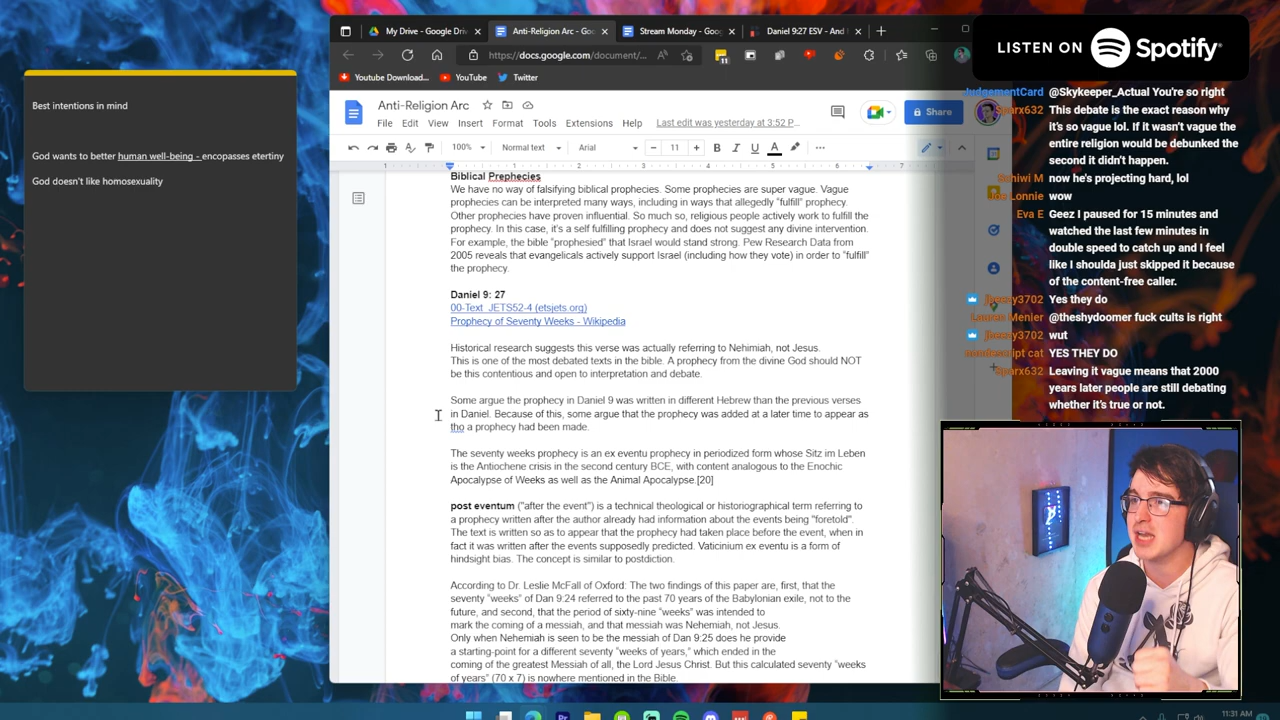 Best intentions in mind
God wants to better human well-being - encopasses etertiny
God doesn't like homosexuality
My Drive - Google Driv
Anti-Religion Arc - Goo
Stream Monday - Goog
Daniel 9:27 ESV - And
https://docs.google.com/document/...
Youtube Download...
YouTube
Twitter
Anti-Religion Arc
File Edit View Insert Format Tools Extensions Help
Last edit was yesterday at 3:52 P...
Share
100%
Normal text
Arial
11
Biblical Prephecies
We have no way of falsifying biblical prophecies. Some prophecies are super vague. Vague
prophecies can be interpreted many ways, including in ways that allegedly "fulfill" prophecy.
Other prophecies have proven influential. So much so, religious people actively work to fulfill the
prophecy. In this case, it's a self fulfilling prophecy and does not suggest any divine intervention.
For example, the bible "prophesied" that Israel would stand strong. Pew Research Data from
2005 reveals that evangelicals actively support Israel (including how they vote) in order to "fulfill"
the prophecy.
Daniel 9: 27
00-Text_JETS52-4 (etsjets.org)
Prophecy of Seventy Weeks - Wikipedia
Historical research suggests this verse was actually referring to Nehimiah, not Jesus.
This is one of the most debated texts in the bible. A prophecy from the divine God should NOT
be this contentious and open to interpretation and debate.
Some argue the prophecy in Daniel 9 was written in different Hebrew than the previous verses
in Daniel. Because of this, some argue that the prophecy was added at a later time to appear as
tho a prophecy had been made.
The seventy weeks prophecy is an ex eventu prophecy in periodized form whose Sitz im Leben
is the Antiochene crisis in the second century BCE, with content analogous to the Enochic
Apocalypse of Weeks as well as the Animal Apocalypse.[20]
post eventum ("after the event") is a technical theological or historiographical term referring to
a prophecy written after the author already had information about the events being "foretold".
The text is written so as to appear that the prophecy had taken place before the event, when in
fact it was written after the events supposedly predicted. Vaticinium ex eventu is a form of
hindsight bias. The concept is similar to postdiction.
According to Dr. Leslie McFall of Oxford: The two findings of this paper are, first, that the
seventy "weeks" of Dan 9:24 referred to the past 70 years of the Babylonian exile, not to the
future, and second, that the period of sixty-nine "weeks" was intended to
mark the coming of a messiah, and that messiah was Nehemiah, not Jesus.
Only when Nehemiah is seen to be the messiah of Dan 9:25 does he provide
a starting-point for a different seventy "weeks of years," which ended in the
coming of the greatest Messiah of all, the Lord Jesus Christ. But this calculated seventy "weeks
of years" (70 x 7) is nowhere mentioned in the Bible.
LISTEN ON Spotify
JudgementCard @Skykeeper_Actual You're so right
Sparx632 This debate is the exact reason why
it's so vague lol. If it wasn't vague the
entire religion would be debunked the
second it didn't happen.
now he's projecting hard, lol
Joe Lonnie wow
Eva E Geez I paused for 15 minutes and
watched the last few minutes in
double speed to catch up and I feel
like I shoulda just skipped it because
of the content-free caller.
jbeezy3702 Yes they do
Lauren Menier @theshydoomer fuck cults is right
jbeezy3702 wut
nondescript cat YES THEY DO
Sparx632 Leaving it vague means that 2000
years later people are still debating
whether it's true or not.
11:31 AM